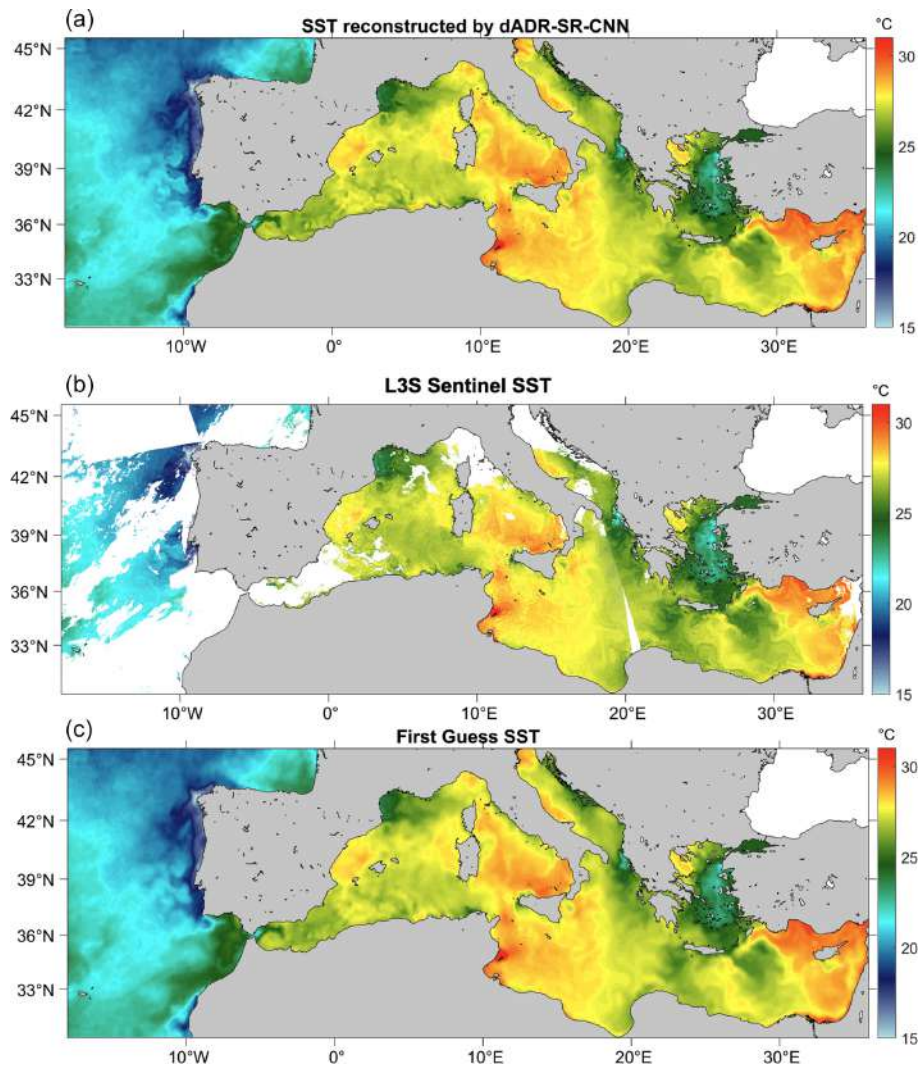 (a)
SST reconstructed by dADR-SR-CNN
°C
45°N
42°N
39°N
36°N
33°N
10°W
0°
10°E
20°E
30°E
30
25
20
15
(b)
L3S Sentinel SST
°C
45°N
42°N
39°N
36°N
33°N
10°W
0°
10°E
20°E
30°E
30
25
20
15
(c)
First Guess SST
°C
45°N
42°N
39°N
36°N
33°N
10°W
0°
10°E
20°E
30°E
30
25
20
15